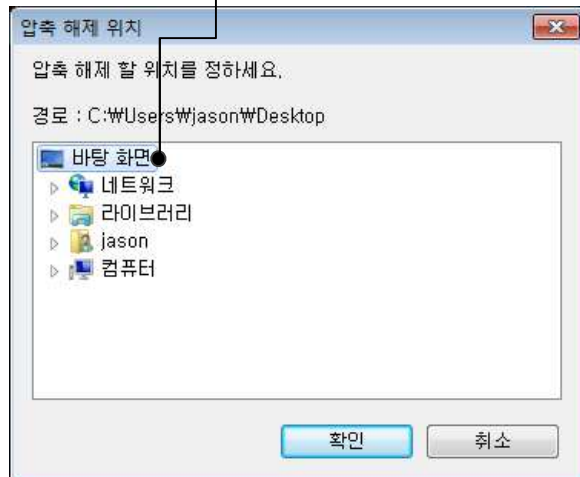 압축 해제 위치
압축 해제 할 위치를 정하세요.
경로 : C:₩Users₩jason₩Desktop
바탕 화면
네트워크
라이브러리
jason
컴퓨터
확인 취소